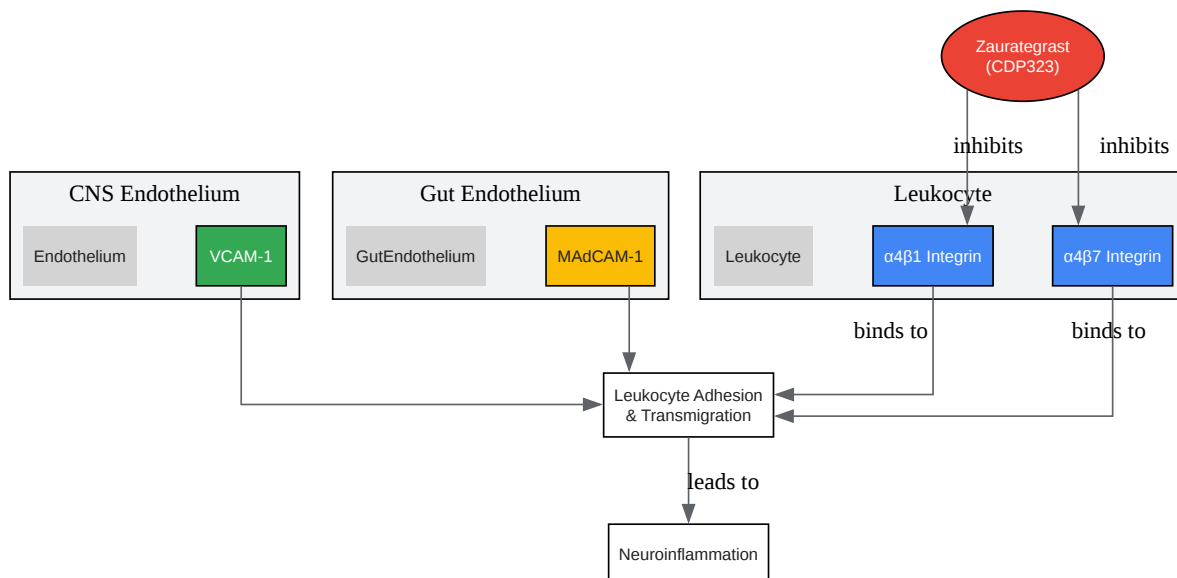 Zaurategrast
(CDP323)
inhibits
inhibits
CNS Endothelium
Gut Endothelium
Leukocyte
Endothelium
VCAM-1
GutEndothelium
MAdCAM-1
Leukocyte
α4β1 Integrin
α4β7 Integrin
binds to
binds to
Leukocyte Adhesion
& Transmigration
leads to
Neuroinflammation